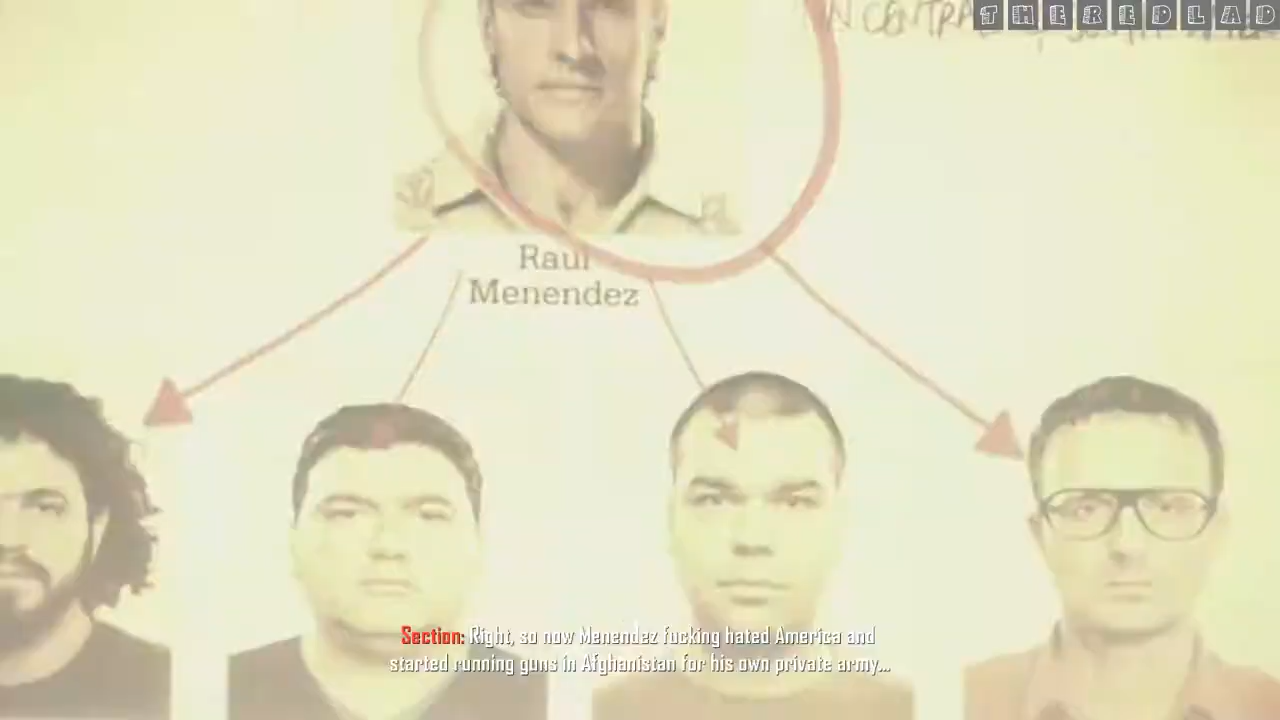 THEREDLAD
Raul
Menendez
Section: Right, so now Menendez fucking hated America and
started running guns in Afghanistan for his own private army...